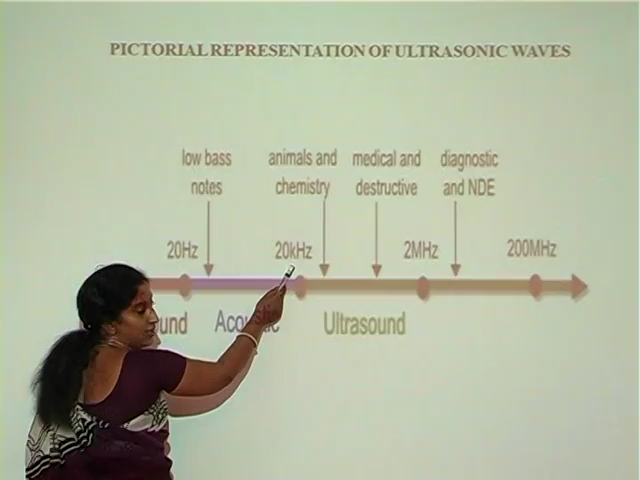 PICTORIAL REPRESENTATION OF ULTRASONIC WAVES
low bass
notes
animals and
chemistry
medical and
destructive
diagnostic
and NDE
20Hz
20kHz
2MHz
200MHz
Ultrasound